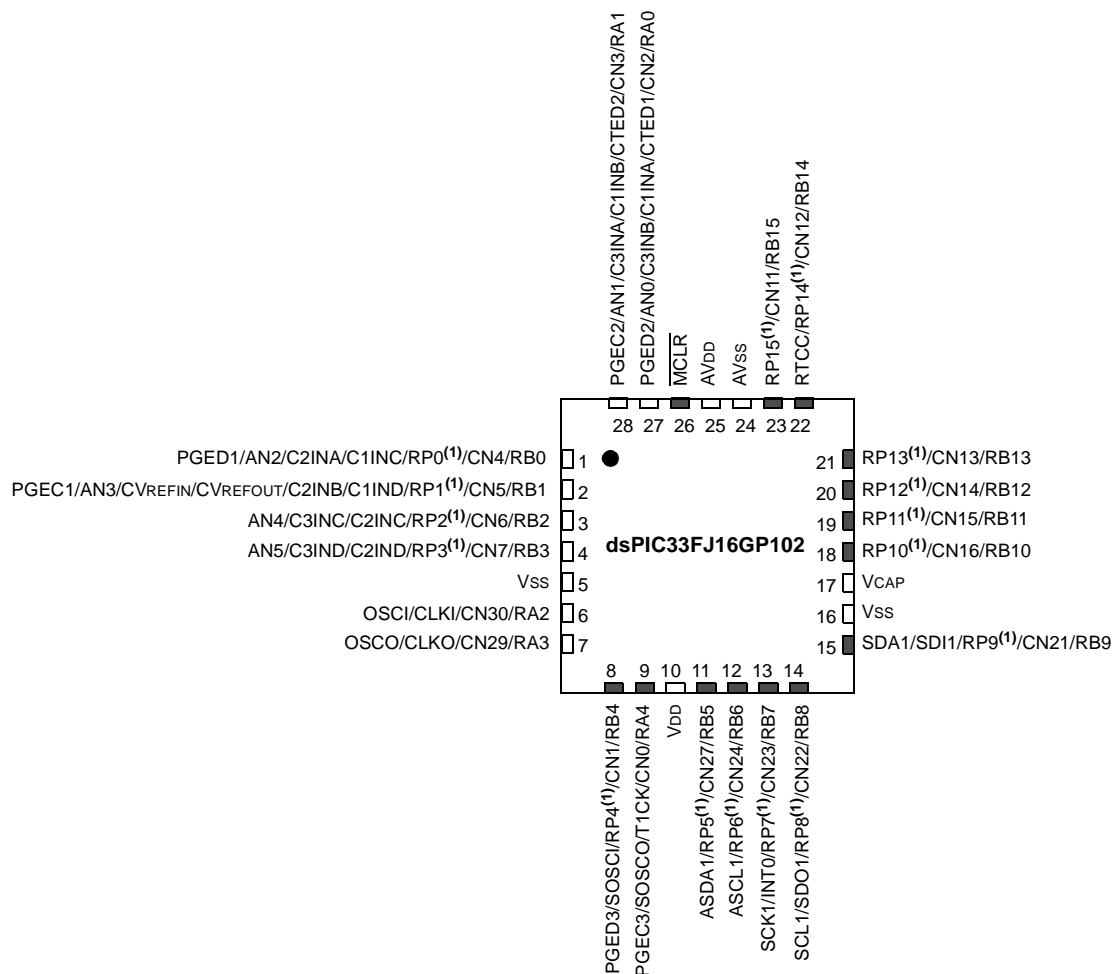 PGEC2/AN1/C3INA/C1INB/CTED2/CN3/RA1
PGED2/AN0/C3INB/C1INA/CTED1/CN2/RA0
MCLR
AVDD
AVSS
RP15(1)/CN11/RB15
RTCC/RP14(1)/CN12/RB14
28 27 26 25 24 23 22
PGED1/AN2/C2INA/C1INC/RP0(1)/CN4/RB0 1
PGEC1/AN3/CVREFIN/CVREFOUT/C2INB/C1IND/RP1(1)/CN5/RB1 2
AN4/C3INC/C2INC/RP2(1)/CN6/RB2 3
AN5/C3IND/C2IND/RP3(1)/CN7/RB3 4
VSS 5
OSCI/CLKI/CN30/RA2 6
OSCO/CLKO/CN29/RA3 7
dsPIC33FJ16GP102
21 RP13(1)/CN13/RB13
20 RP12(1)/CN14/RB12
19 RP11(1)/CN15/RB11
18 RP10(1)/CN16/RB10
17 VCAP
16 VSS
15 SDA1/SDI1/RP9(1)/CN21/RB9
8 9 10 11 12 13 14
PGED3/SOSCI/RP4(1)/CN1/RB4
PGEC3/SOSCO/T1CK/CN0/RA4
VDD
ASDA1/RP5(1)/CN27/RB5
ASCL1/RP6(1)/CN24/RB6
SCK1/INT0/RP7(1)/CN23/RB7
SCL1/SDO1/RP8(1)/CN22/RB8